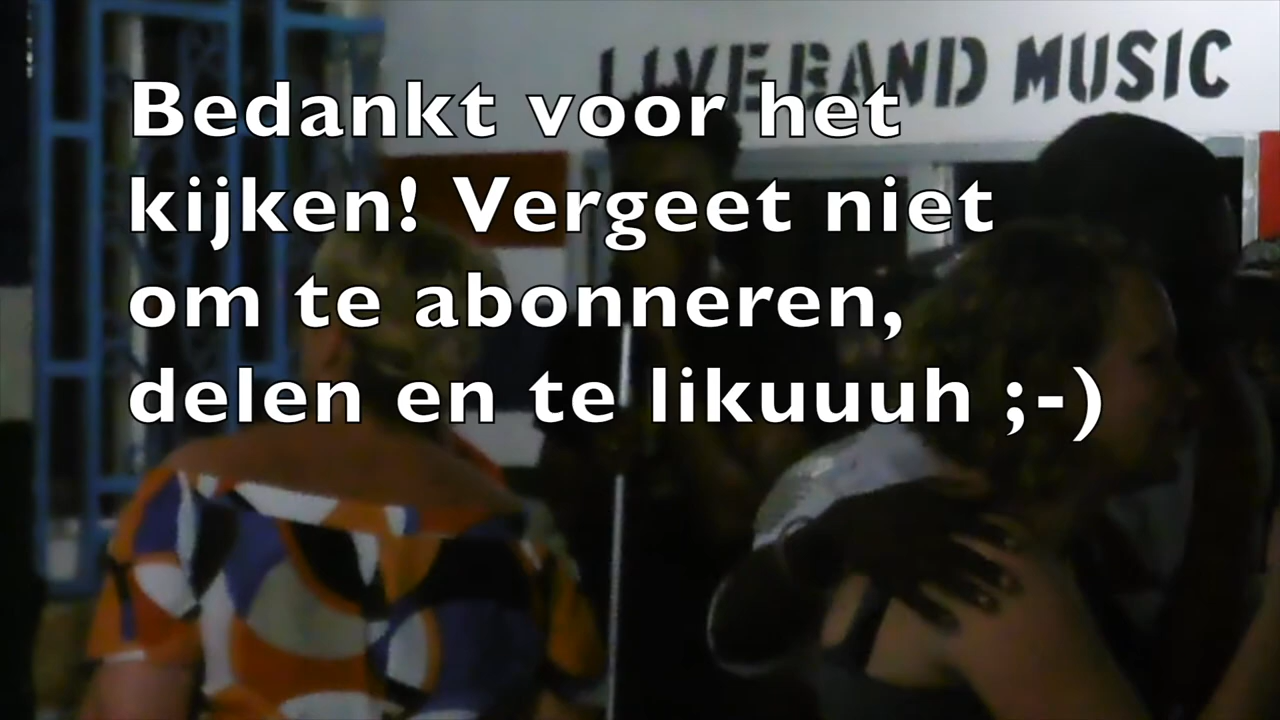 LIVE BAND MUSIC
Bedankt voor het
kijken! Vergeet niet
om te abonneren,
delen en te likuuuh ;-)